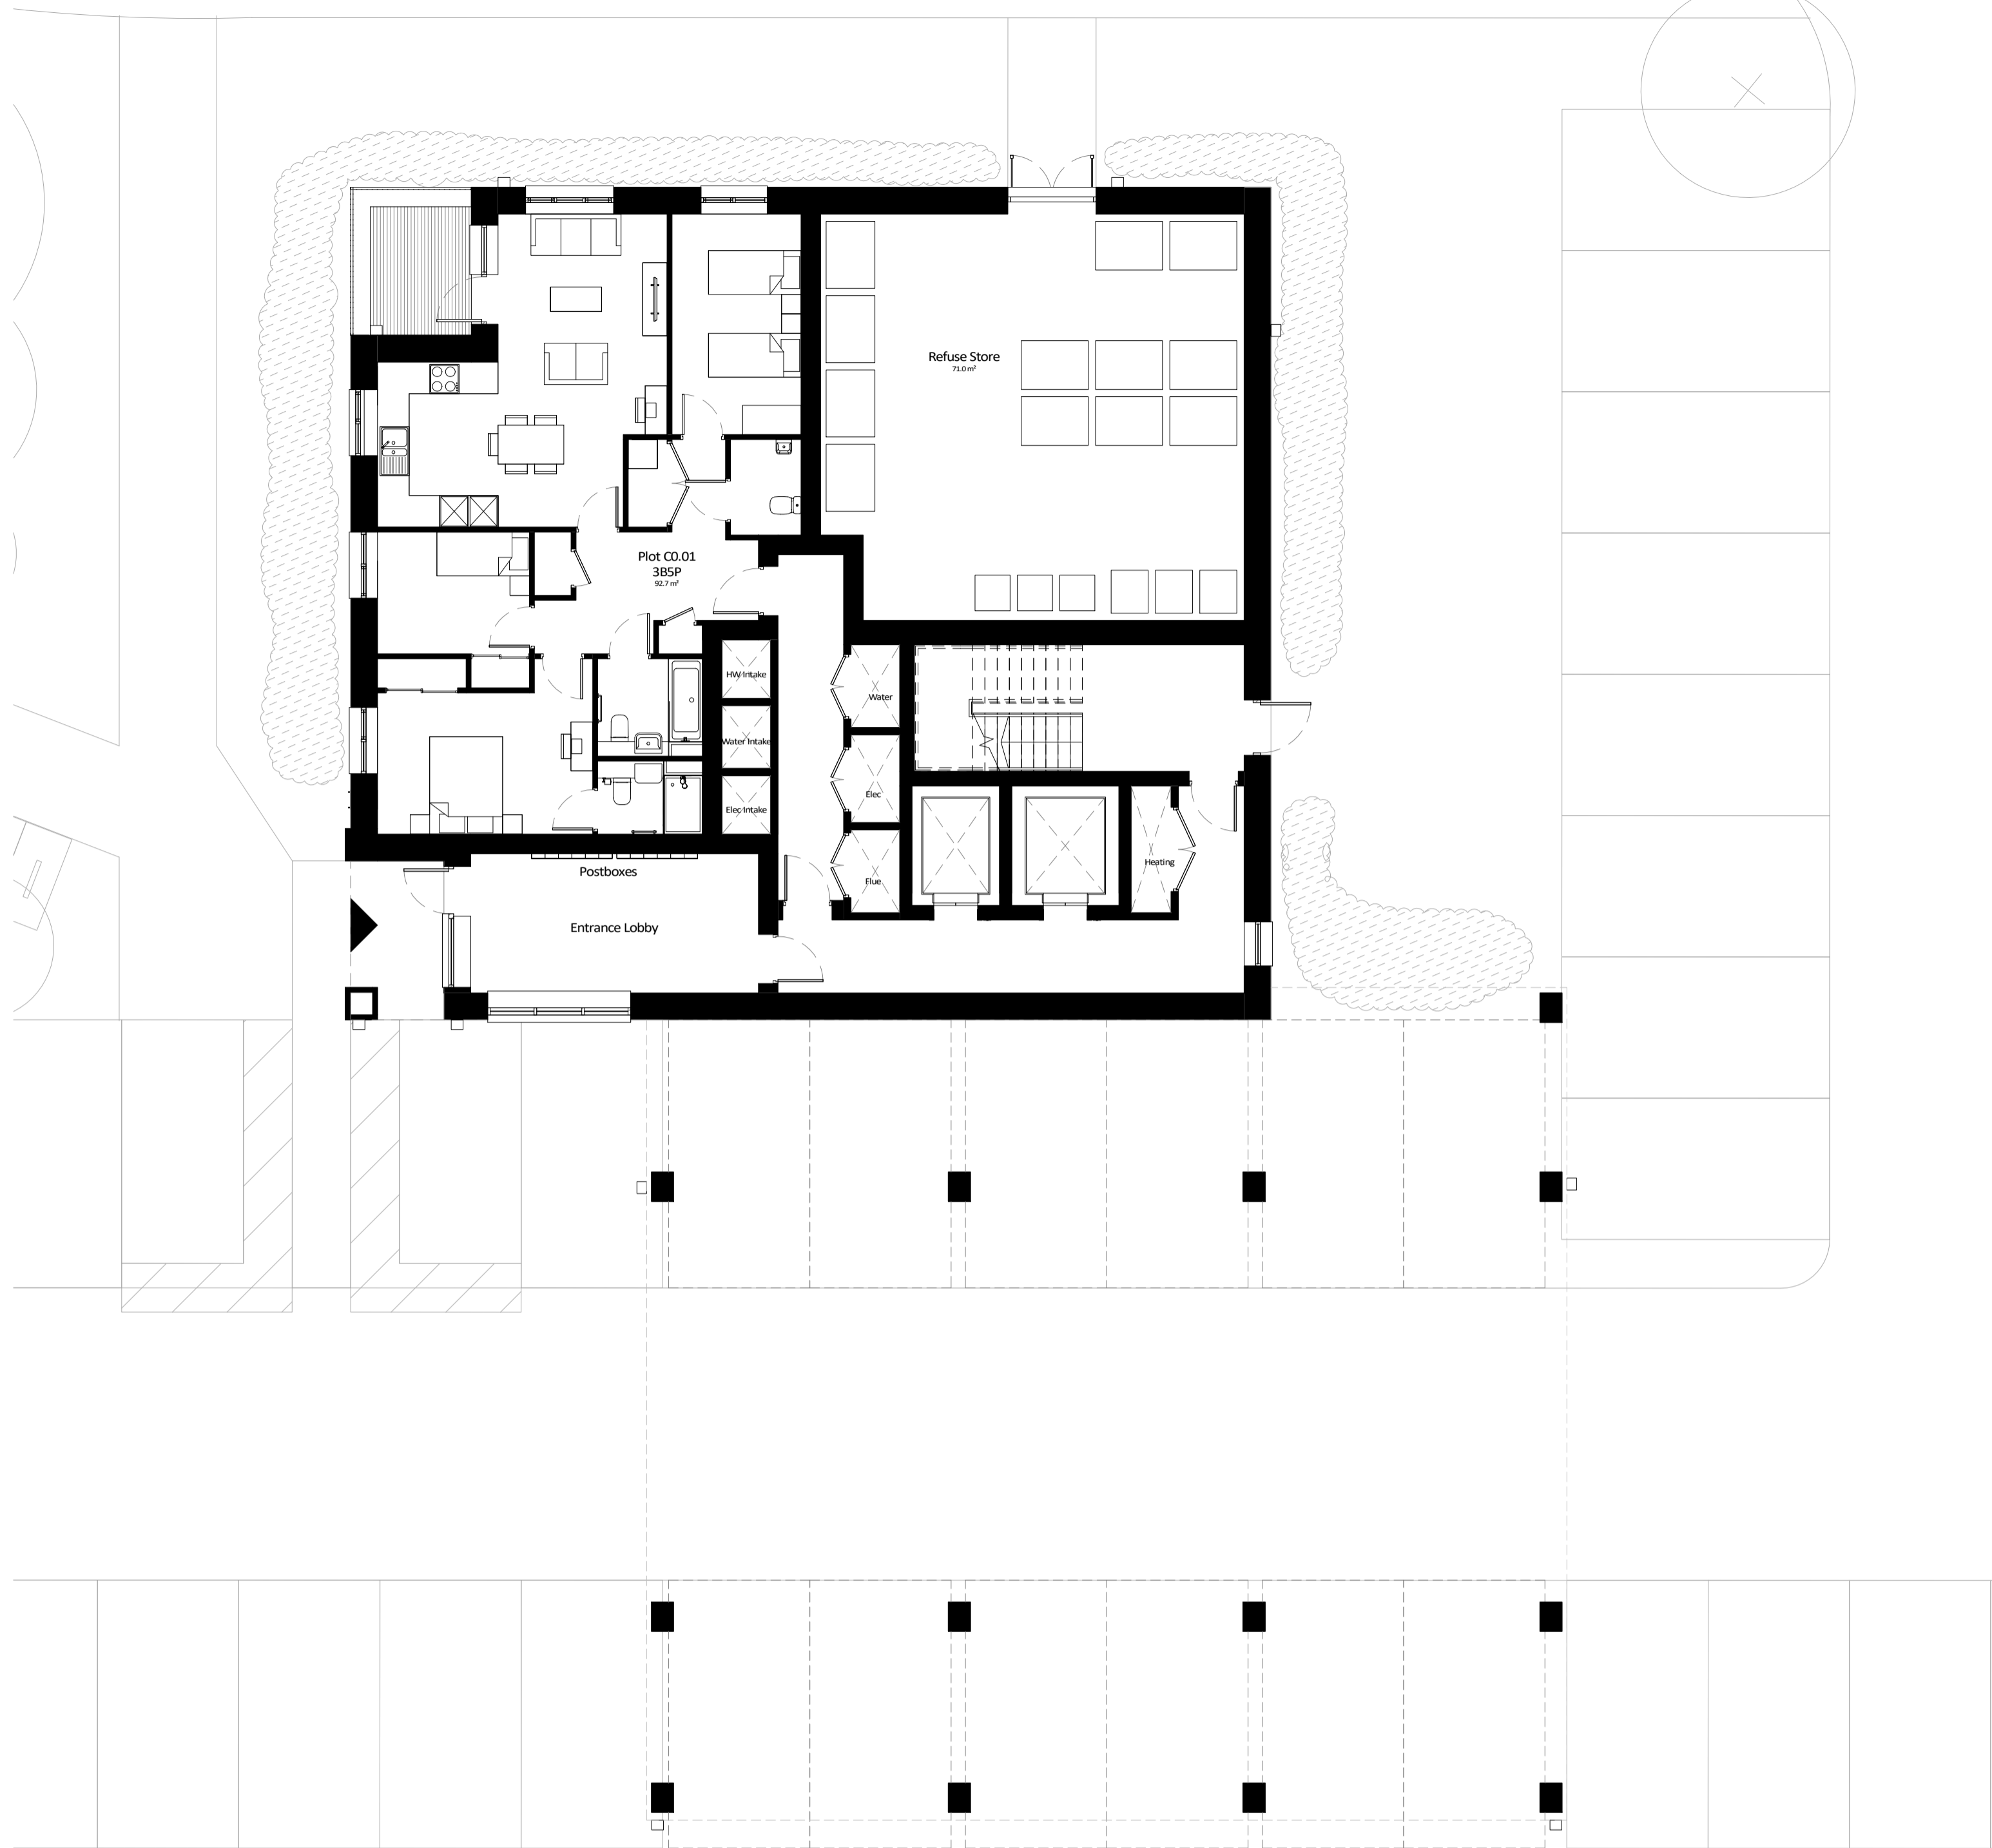 Refuse Store
71.0 m²
Plot C0.01
3B5P
92.7 m²
HW Intake
Water
Water Intake
Elec
Elec Intake
Heating
Postboxes
Flue
Entrance Lobby